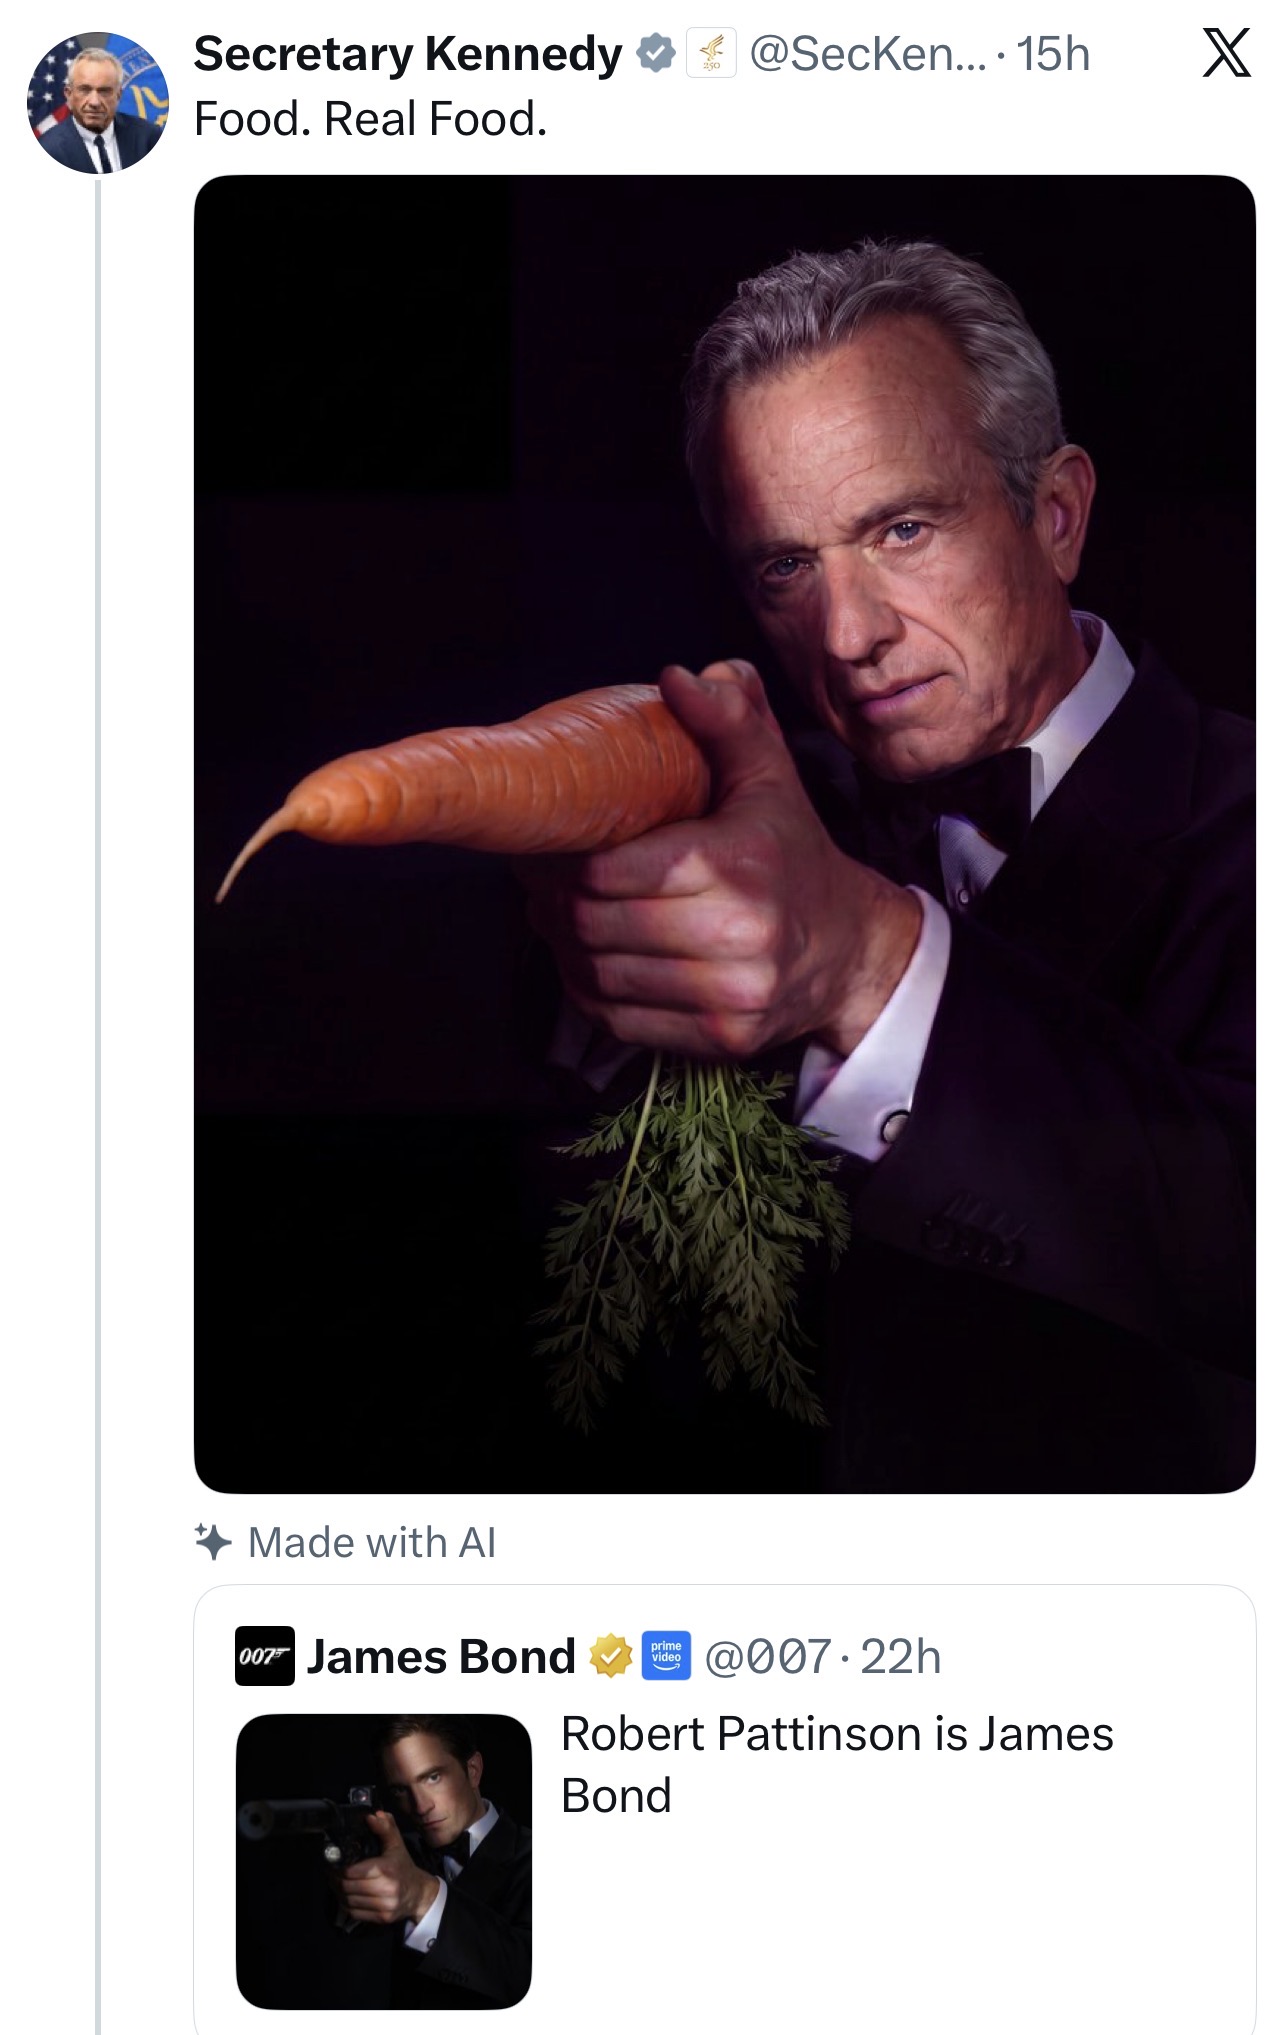 Secretary Kennedy 250 @SecKen... · 15h
Food. Real Food.
Made with AI
007 James Bond prime video @007 · 22h
Robert Pattinson is James
Bond